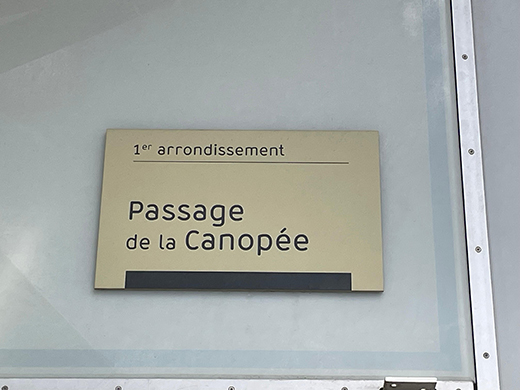 1er arrondissement
Passage
de la Canopée